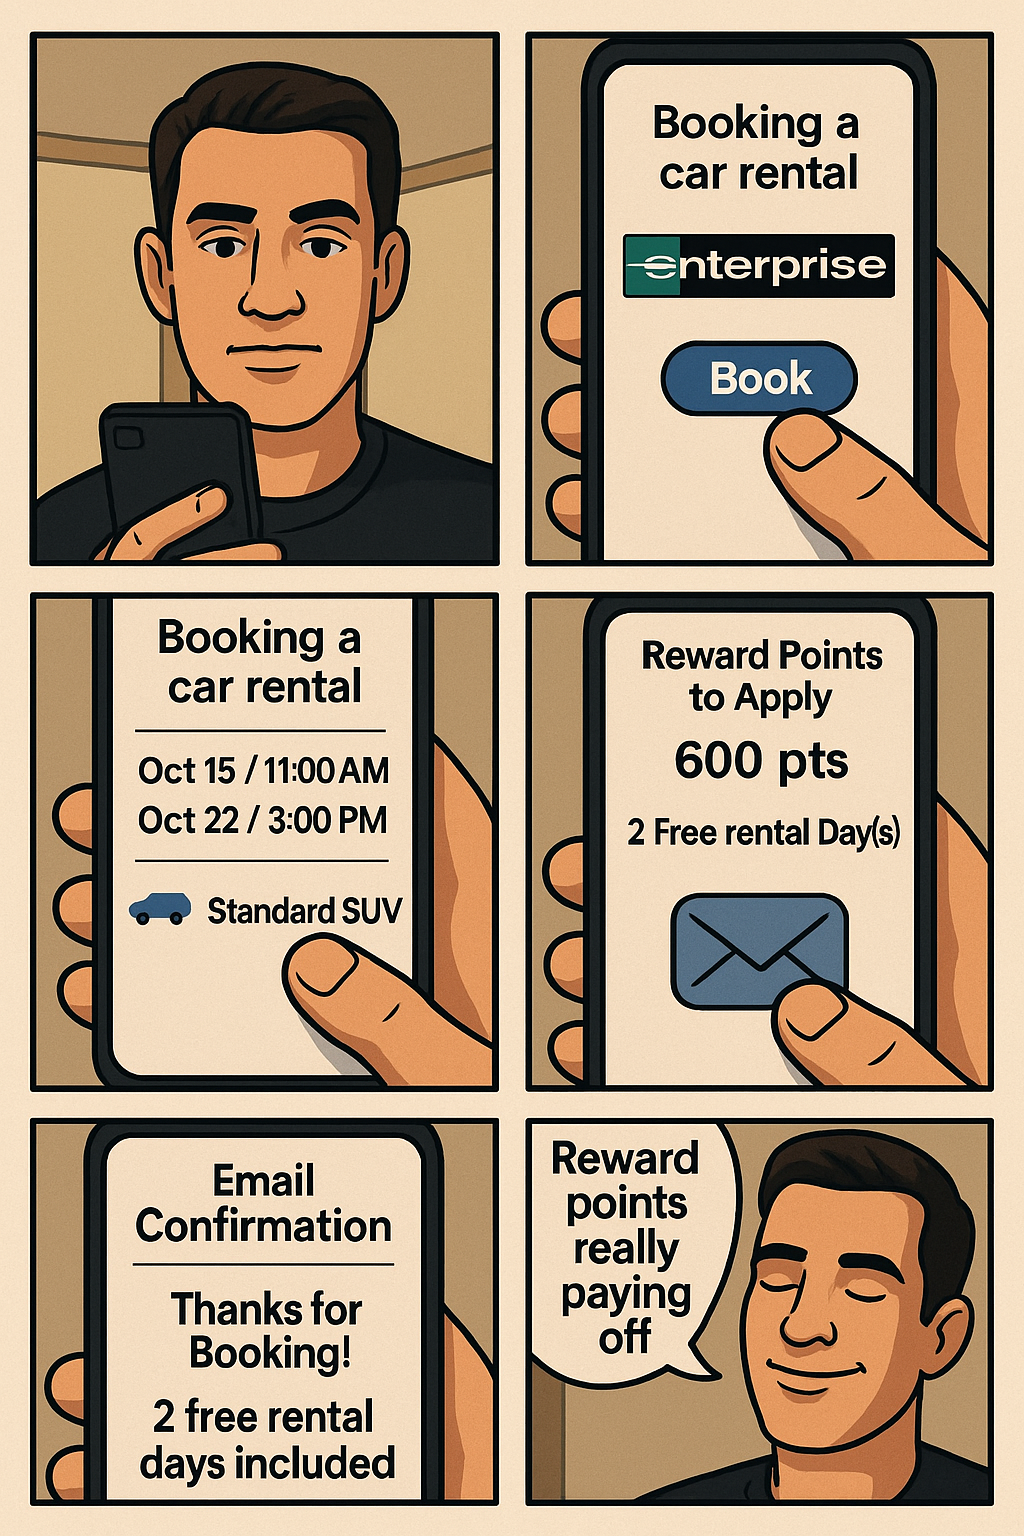 Booking a
car rental
enterprise
Book
Booking a
car rental
Oct 15 / 11:00 AM
Oct 22 / 3:00 PM
Standard SUV
Reward Points
to Apply
600 pts
2 Free rental Day(s)
Email
Confirmation
Thanks for
Booking!
2 free rental
days included
Reward
points
really
paying
off